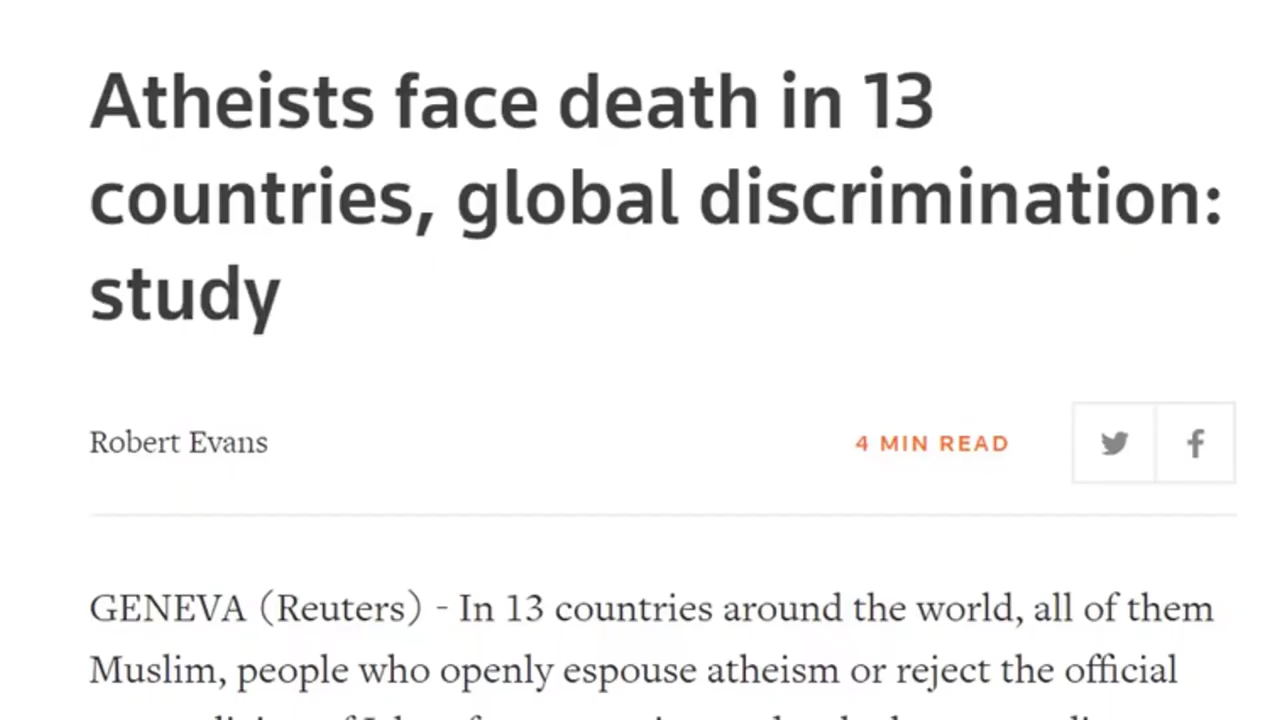 Atheists face death in 13
countries, global discrimination:
study
Robert Evans
4 MIN READ
GENEVA (Reuters) - In 13 countries around the world, all of them
Muslim, people who openly espouse atheism or reject the official